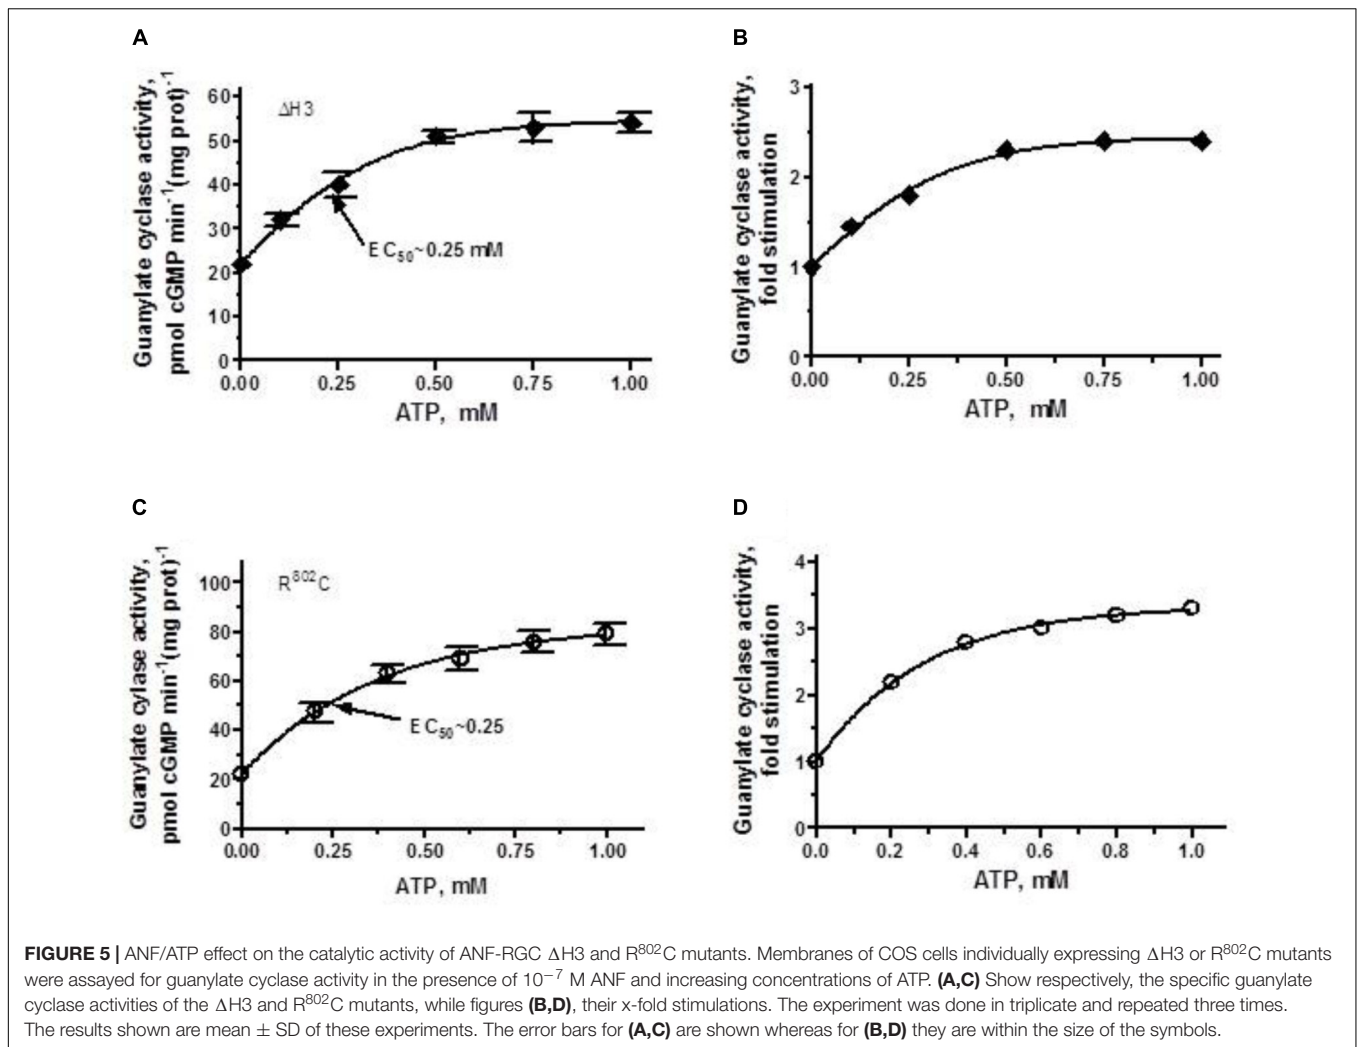 A
Guanylate cyclase activity,
pmol cGMP min⁻¹(mg prot)⁻¹
60
50
40
30
20
10
0
ΔH3
EC₅₀~0.25 mM
0.00 0.25 0.50 0.75 1.00
ATP, mM
B
Guanylate cyclase activity,
fold stimulation
3
2
1
0
0.00 0.25 0.50 0.75 1.00
ATP, mM
C
Guanylate cylase activity,
pmol cGMP min⁻¹(mg prot)⁻¹
100
80
60
40
20
0
R⁸⁰²C
EC₅₀~0.25
0.00 0.25 0.50 0.75 1.00
ATP, mM
D
Guanylate cyclase activity,
fold stimulation
4
3
2
1
0
0.0 0.2 0.4 0.6 0.8 1.0
ATP, mM
FIGURE 5 | ANF/ATP effect on the catalytic activity of ANF-RGC ΔH3 and R⁸⁰²C mutants. Membranes of COS cells individually expressing ΔH3 or R⁸⁰²C mutants
were assayed for guanylate cyclase activity in the presence of 10⁻⁷ M ANF and increasing concentrations of ATP. (A,C) Show respectively, the specific guanylate
cyclase activities of the ΔH3 and R⁸⁰²C mutants, while figures (B,D), their x-fold stimulations. The experiment was done in triplicate and repeated three times.
The results shown are mean ± SD of these experiments. The error bars for (A,C) are shown whereas for (B,D) they are within the size of the symbols.